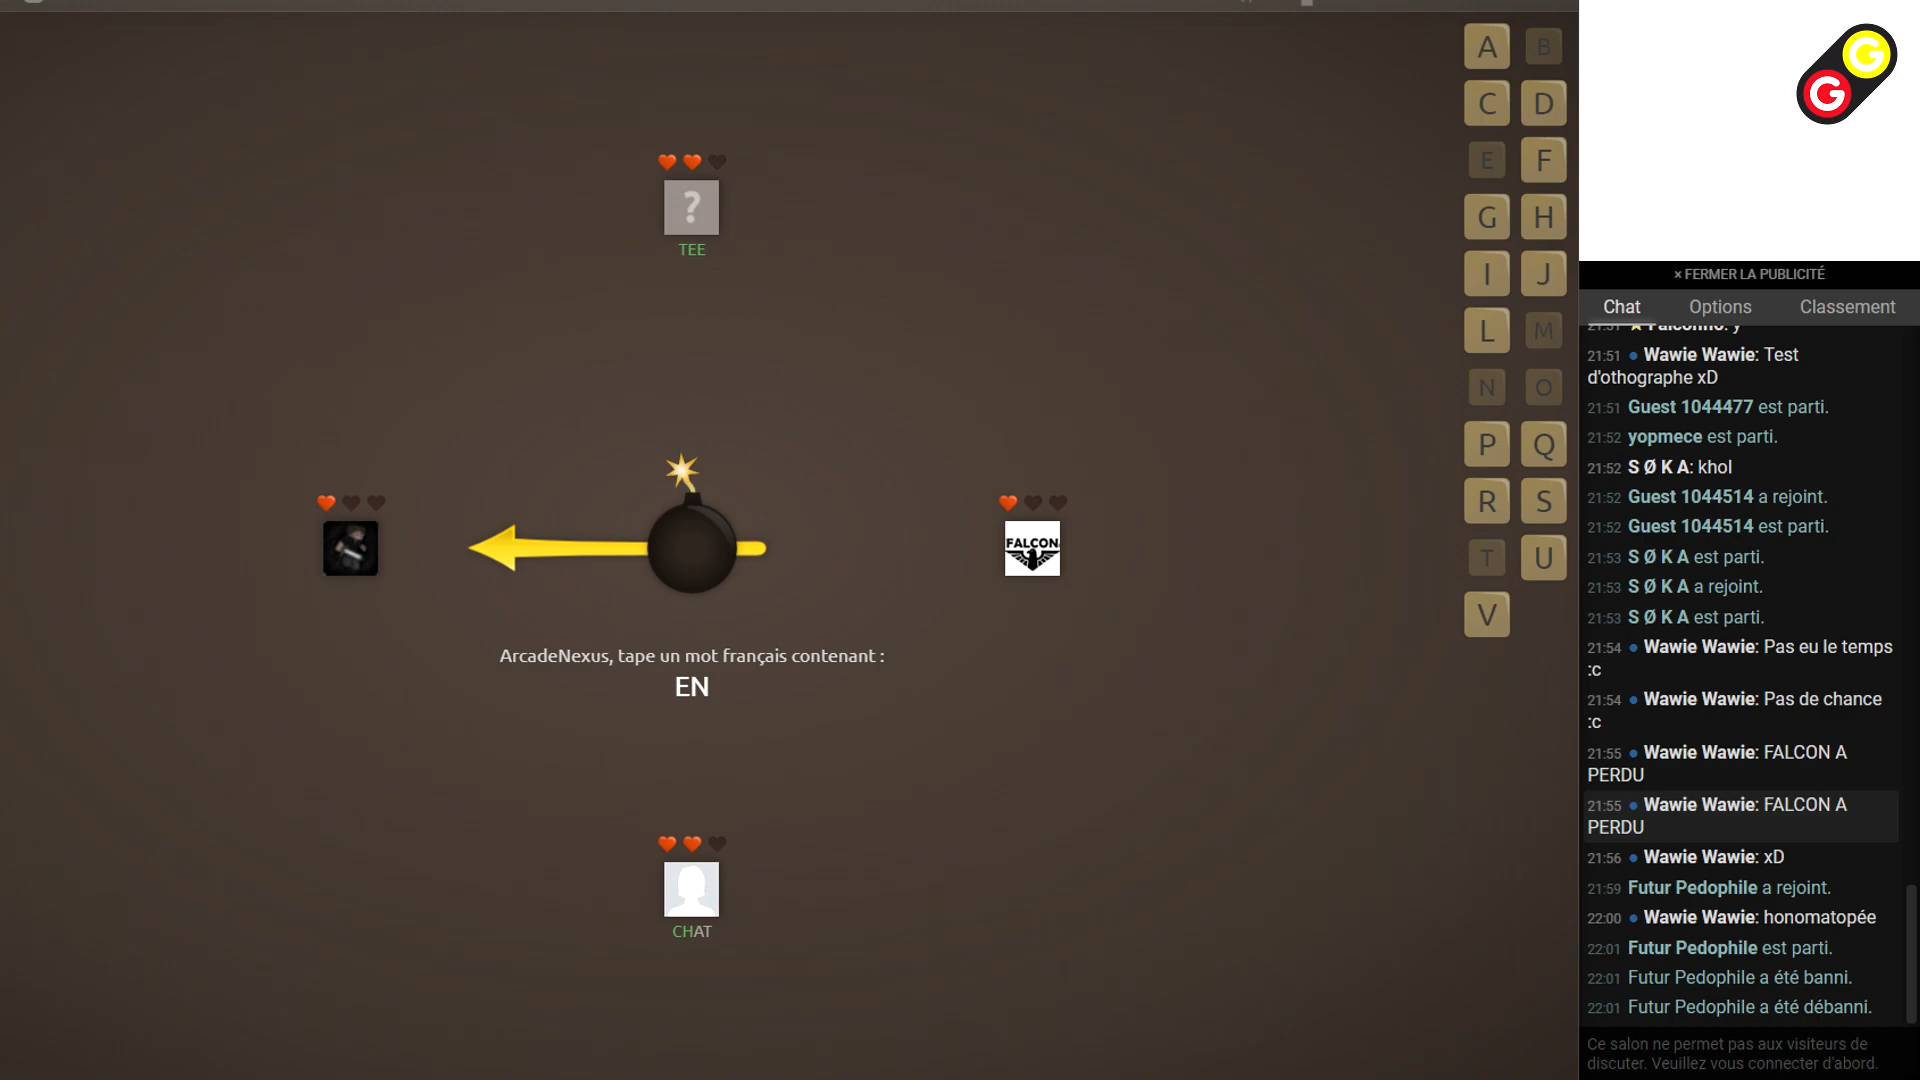 A
B
C
D
E
F
G
H
I
J
L
M
N
O
P
Q
R
S
T
U
V
?
TEE
FALCON
ArcadeNexus, tape un mot français contenant :
EN
CHAT
G
G
× FERMER LA PUBLICITÉ
Chat
Options
Classement
21:51 Falconno: y
21:51 Wawie Wawie: Test
d'othographe xD
21:51 Guest 1044477 est parti.
21:52 yopmece est parti.
21:52 S Ø K A: khol
21:52 Guest 1044514 a rejoint.
21:52 Guest 1044514 est parti.
21:53 S Ø K A est parti.
21:53 S Ø K A a rejoint.
21:53 S Ø K A est parti.
21:54 Wawie Wawie: Pas eu le temps
:c
21:54 Wawie Wawie: Pas de chance
:c
21:55 Wawie Wawie: FALCON A
PERDU
21:55 Wawie Wawie: FALCON A
PERDU
21:56 Wawie Wawie: xD
21:59 Futur Pedophile a rejoint.
22:00 Wawie Wawie: honomatopée
22:01 Futur Pedophile est parti.
22:01 Futur Pedophile a été banni.
22:01 Futur Pedophile a été débanni.
Ce salon ne permet pas aux visiteurs de
discuter. Veuillez vous connecter d'abord.